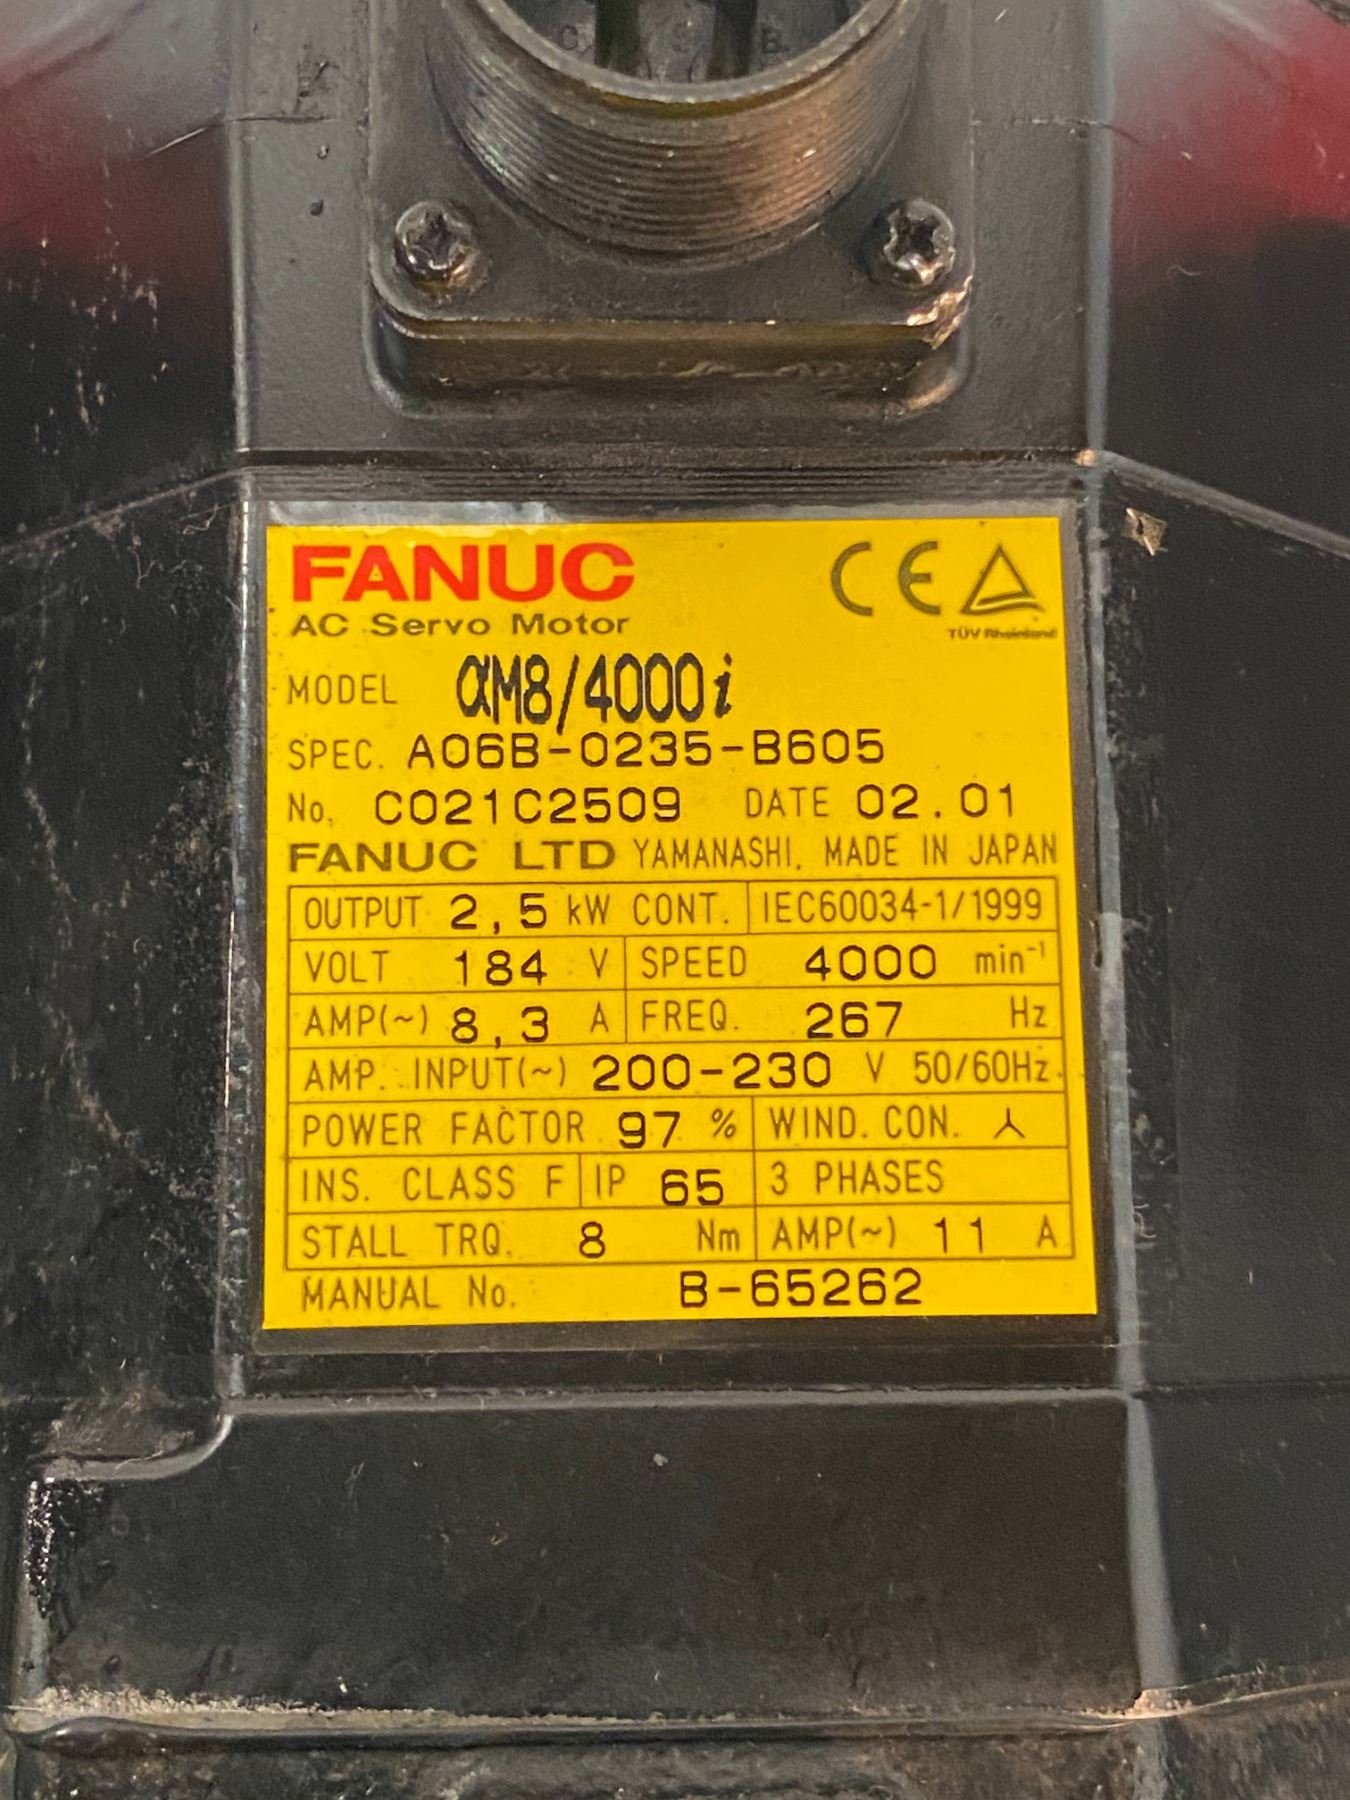 C S B
FANUC CE
AC Servo Motor TÜV Rheinland
MODEL αM8/4000i
SPEC. A06B-0235-B605
No. C021C2509 DATE 02.01
FANUC LTD YAMANASHI, MADE IN JAPAN
OUTPUT 2,5 kW CONT. IEC60034-1/1999
VOLT 184 V SPEED 4000 min⁻¹
AMP(~) 8,3 A FREQ. 267 Hz
AMP. INPUT(~) 200-230 V 50/60Hz
POWER FACTOR 97 % WIND. CON. ⅄
INS. CLASS F IP 65 3 PHASES
STALL TRQ. 8 Nm AMP(~) 11 A
MANUAL No. B-65262